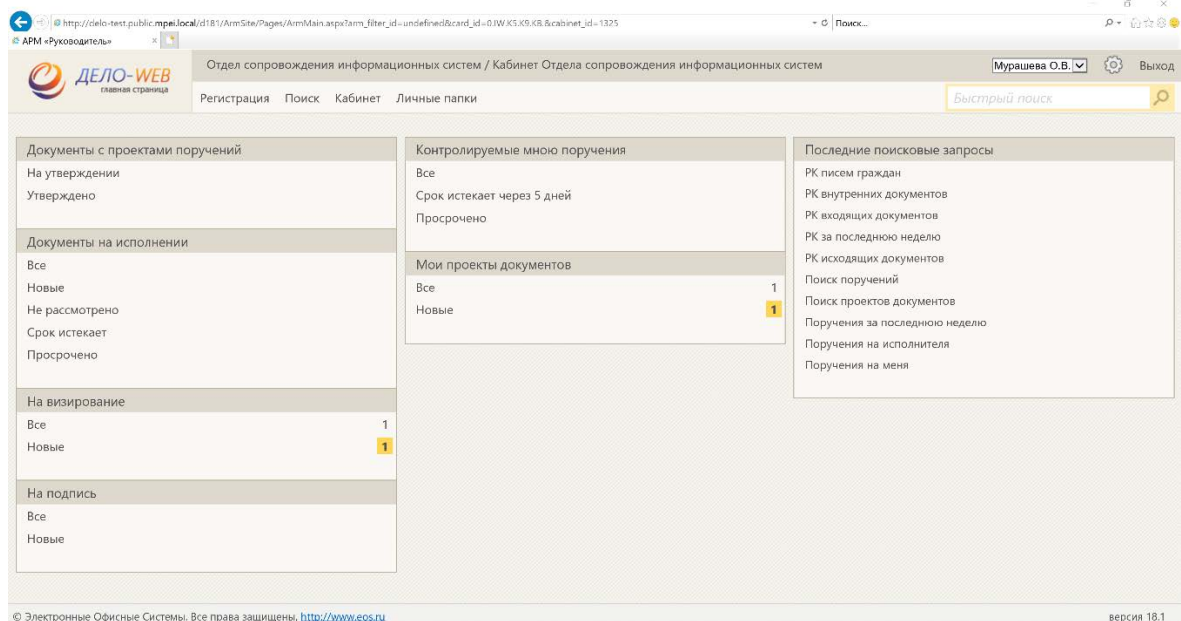 http://delo-test.public.mpei.local/d181/ArmSite/Pages/ArmMain.aspx?arm_filter_id=undefined&card_id=0.IW.K5.K9.KB.&cabinet_id=1325
Поиск...
АРМ «Руководитель»
ДЕЛО-WEB
главная страница
Отдел сопровождения информационных систем / Кабинет Отдела сопровождения информационных систем
Мурашева О.В.
Выход
Регистрация Поиск Кабинет Личные папки
Быстрый поиск
Документы с проектами поручений
На утверждении
Утверждено
Документы на исполнении
Все
Новые
Не рассмотрено
Срок истекает
Просрочено
На визирование
Все 1
Новые 1
На подпись
Все
Новые
Контролируемые мною поручения
Все
Срок истекает через 5 дней
Просрочено
Мои проекты документов
Все 1
Новые 1
Последние поисковые запросы
РК писем граждан
РК внутренних документов
РК входящих документов
РК за последнюю неделю
РК исходящих документов
Поиск поручений
Поиск проектов документов
Поручения за последнюю неделю
Поручения на исполнителя
Поручения на меня
© Электронные Офисные Системы. Все права защищены, http://www.eos.ru
версия 18.1